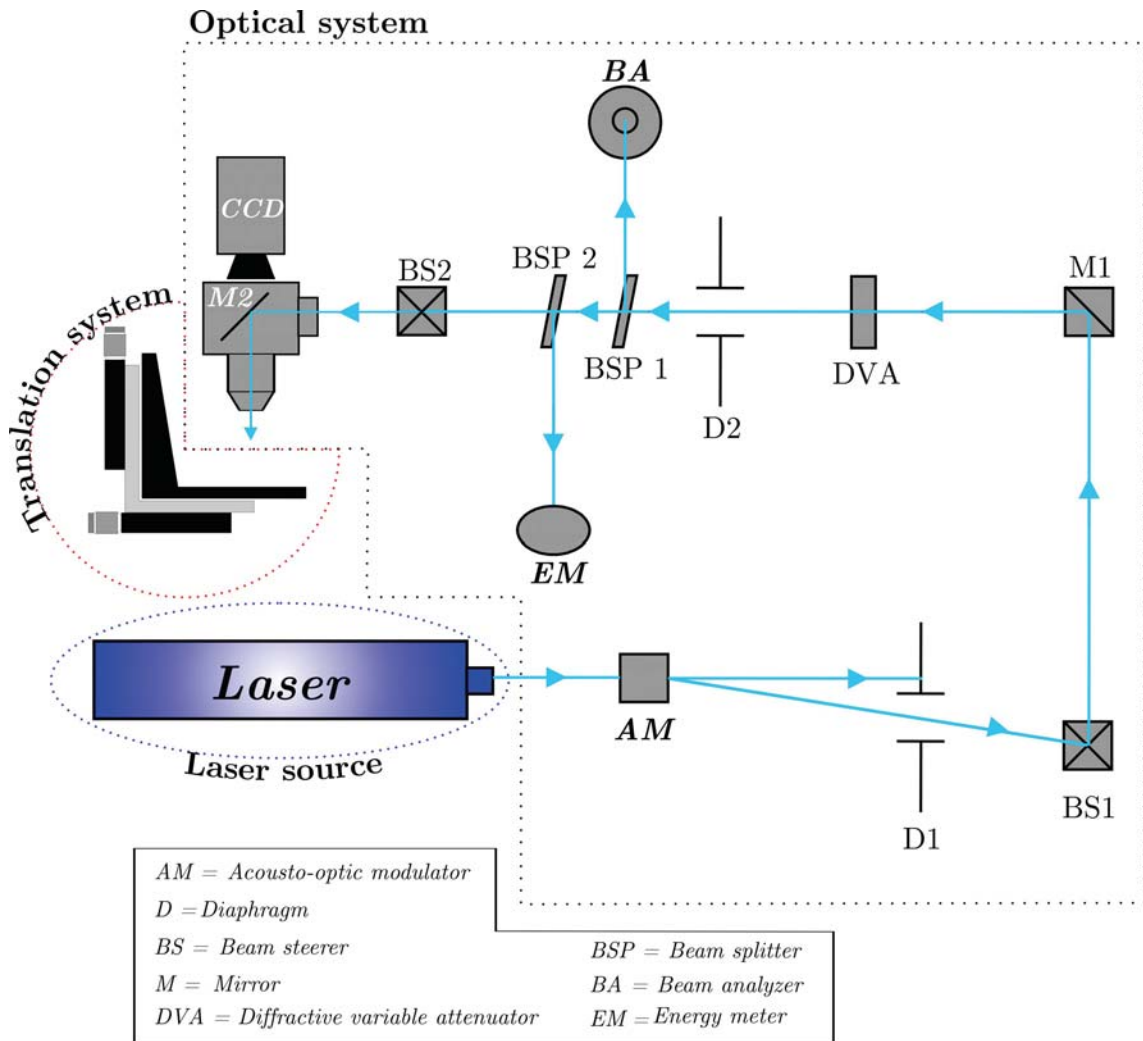 Optical system
BA
CCD
BS2
BSP 2
M1
M2
Translation system
BSP 1
DVA
D2
EM
Laser
AM
Laser source
BS1
D1
AM = Acousto-optic modulator
D = Diaphragm
BS = Beam steerer
M = Mirror
DVA = Diffractive variable attenuator
BSP = Beam splitter
BA = Beam analyzer
EM = Energy meter